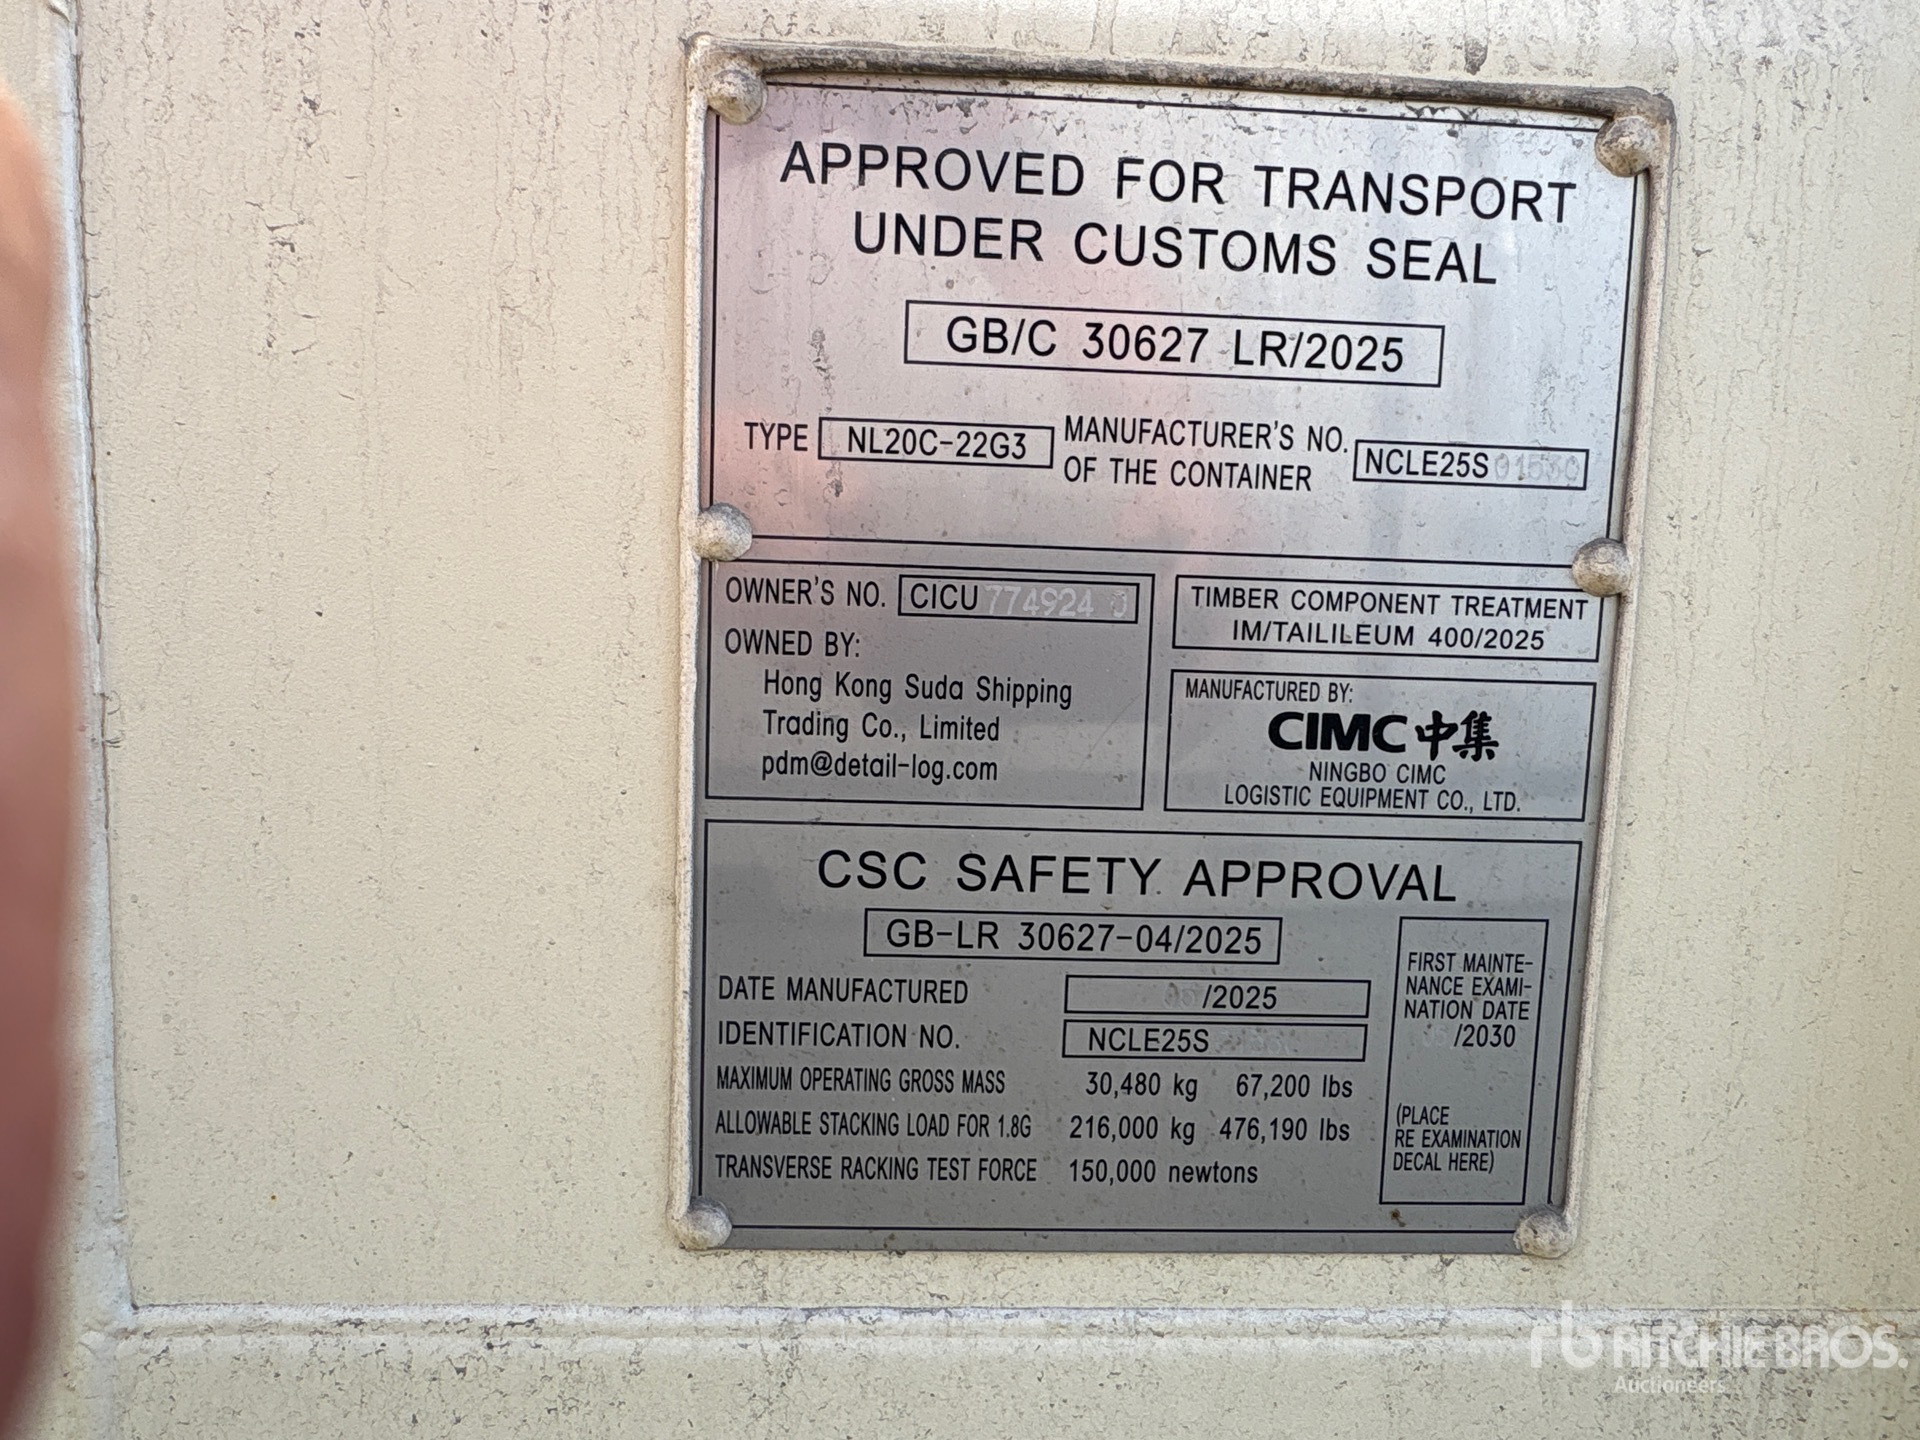 APPROVED FOR TRANSPORT
UNDER CUSTOMS SEAL
GB/C 30627 LR/2025
TYPE NL20C-22G3
MANUFACTURER'S NO.
OF THE CONTAINER
NCLE25S
OWNER'S NO. CICU 774924 0
OWNED BY:
Hong Kong Suda Shipping
Trading Co., Limited
pdm@detail-log.com
TIMBER COMPONENT TREATMENT
IM/TAILILEUM 400/2025
MANUFACTURED BY:
CIMC中集
NINGBO CIMC
LOGISTIC EQUIPMENT CO., LTD.
CSC SAFETY APPROVAL
GB-LR 30627-04/2025
DATE MANUFACTURED /2025
IDENTIFICATION NO. NCLE25S
MAXIMUM OPERATING GROSS MASS 30,480 kg 67,200 lbs
ALLOWABLE STACKING LOAD FOR 1.8G 216,000 kg 476,190 lbs
TRANSVERSE RACKING TEST FORCE 150,000 newtons
FIRST MAINTE-
NANCE EXAMI-
NATION DATE
/2030
(PLACE
RE EXAMINATION
DECAL HERE)
rb RITCHIE BROS.
Auctioneers